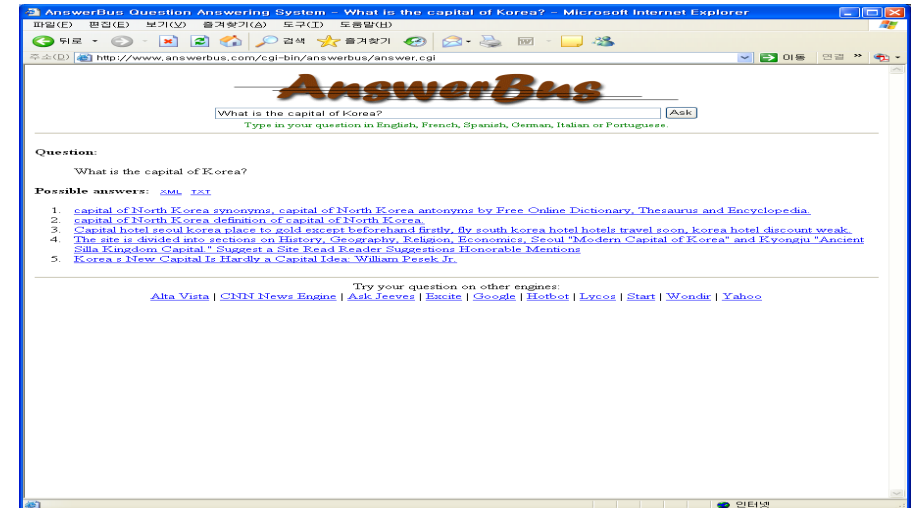 AnswerBus Question Answering System - What is the capital of Korea? - Microsoft Internet Explorer
파일(F) 편집(E) 보기(V) 즐겨찾기(A) 도구(T) 도움말(H)
뒤로 검색 즐겨찾기
주소(D) http://www.answerbus.com/cgi-bin/answerbus/answer.cgi 이동 연결 »
AnswerBus
What is the capital of Korea? Ask
Type in your question in English, French, Spanish, German, Italian or Portuguese.
Question:
What is the capital of Korea?
Possible answers: XML TXT
1. capital of North Korea synonyms, capital of North Korea antonyms by Free Online Dictionary, Thesaurus and Encyclopedia.
2. capital of North Korea definition of capital of North Korea.
3. Capital hotel seoul korea place to gold except beforehand firstly, fly south korea hotel hotels travel soon, korea hotel discount weak.
4. The site is divided into sections on History, Geography, Religion, Economics, Seoul "Modern Capital of Korea" and Kyongju "Ancient
Silla Kingdom Capital." Suggest a Site Read Reader Suggestions Honorable Mentions
5. Korea s New Capital Is Hardly a Capital Idea: William Pesek Jr.
Try your question on other engines:
Alta Vista | CNN News Engine | Ask Jeeves | Excite | Google | Hotbot | Lycos | Start | Wondir | Yahoo
인터넷